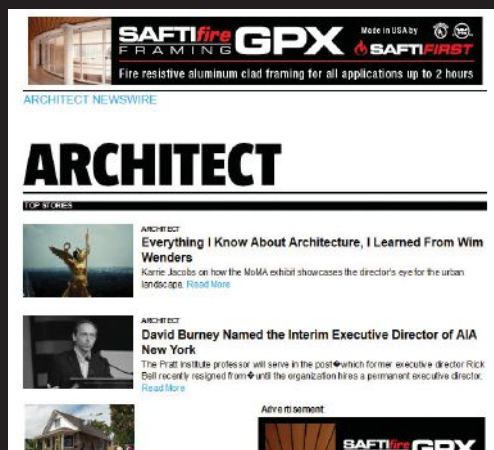 SAFTIfire GPX
FRAMING
Made in USA by
SAFTIFIRST
Fire resistive aluminum clad framing for all applications up to 2 hours
ARCHITECT NEWSWIRE
ARCHITECT
TOP STORIES
ARCHITECT
Everything I Know About Architecture, I Learned From Wim
Wenders
Karrie Jacobs on how the MoMA exhibit showcases the director's eye for the urban
landscape. Read More
ARCHITECT
David Burney Named the Interim Executive Director of AIA
New York
The Pratt Institute professor will serve in the post�which former executive director Rick
Bell recently resigned from�until the organization hires a permanent executive director.
Read More
Advertisement
SAFTIfire GPX